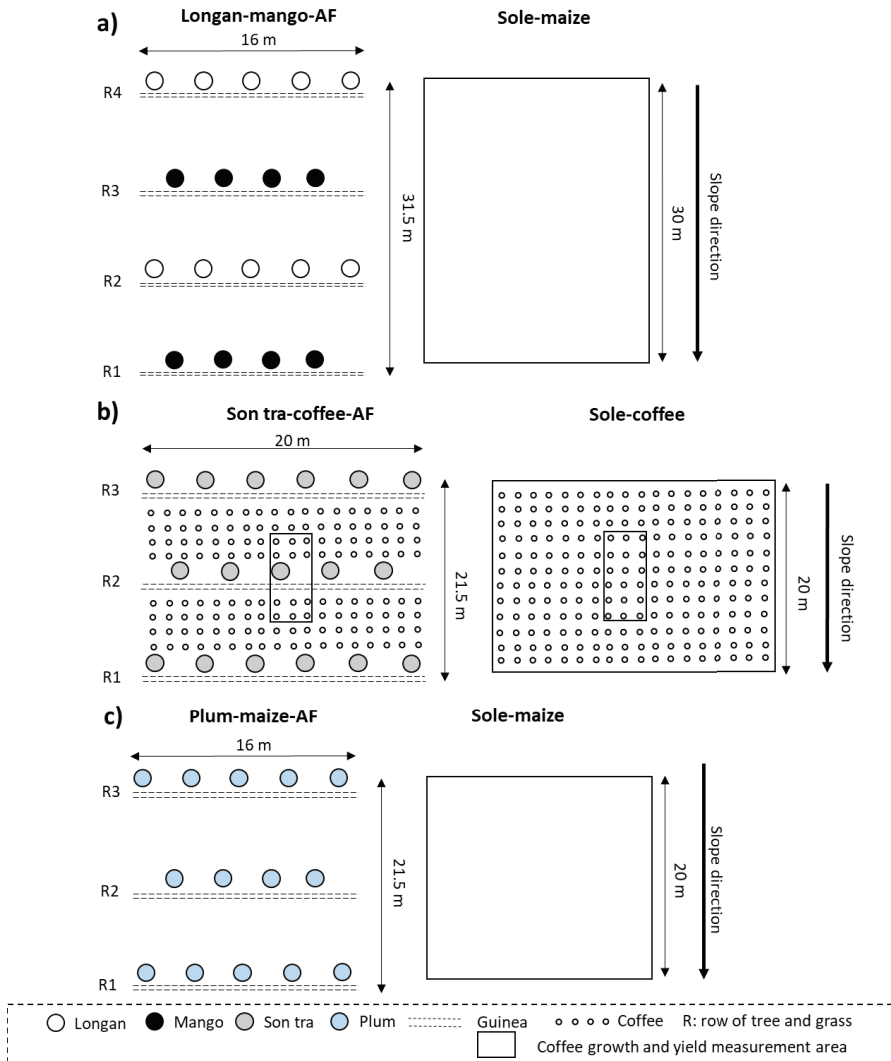 a)
Longan-mango-AF
Sole-maize
16 m
R4
R3
R2
R1
31.5 m
30 m
Slope direction
b)
Son tra-coffee-AF
Sole-coffee
20 m
R3
R2
R1
21.5 m
20 m
Slope direction
c)
Plum-maize-AF
Sole-maize
16 m
R3
R2
R1
21.5 m
20 m
Slope direction
Longan Mango Son tra Plum Guinea Coffee R: row of tree and grass
Coffee growth and yield measurement area